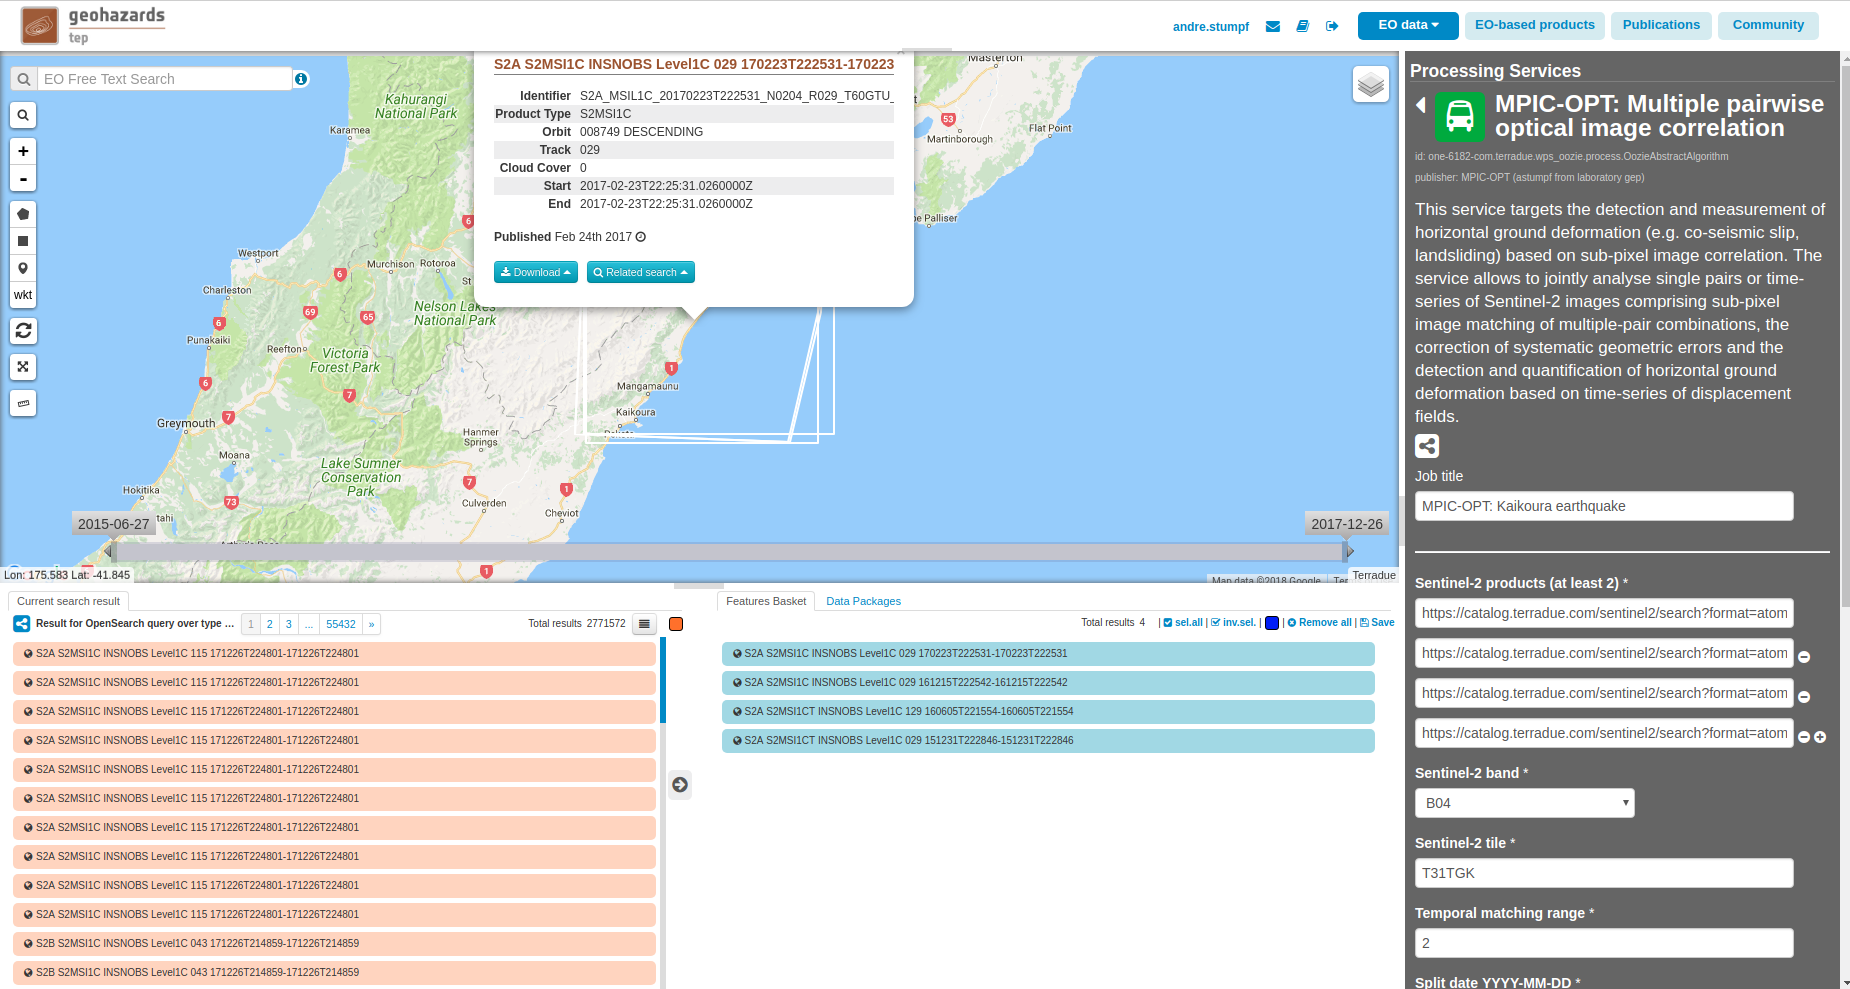 geohazards
tep
andre.stumpf
EO data
EO-based products
Publications
Community
EO Free Text Search
+
-
wkt
S2A S2MSI1C INSNOBS Level1C 029 170223T222531-170223
Identifier S2A_MSIL1C_20170223T222531_N0204_R029_T60GTU_
Product Type S2MSI1C
Orbit 008749 DESCENDING
Track 029
Cloud Cover 0
Start 2017-02-23T22:25:31.0260000Z
End 2017-02-23T22:25:31.0260000Z
Published Feb 24th 2017
Download
Related search
Masterton
53
Martinborough
Flat Point
Palliser
Kahurangi
National Park
Karamea
6
Westport
Murchison
Rotoroa
6
St
Charleston
Nelson Lakes
National Park
69
65
6
Punakaiki
Reefton
Victoria
Forest Park
1
6
7
Mangamaunu
Kaikoura
7
Greymouth
Hanmer
Springs
Moana
Lake Sumner
Conservation
Park
7
1
Hokitika
73
Culverden
Cheviot
tahi
2015-06-27
2017-12-26
1
Lon: 175.583 Lat: -41.845
Map data ©2018 Google
Ter
Terradue
Current search result
Result for OpenSearch query over type ...
1
2
3
...
55432
»
Total results 2771572
S2A S2MSI1C INSNOBS Level1C 115 171226T224801-171226T224801
S2A S2MSI1C INSNOBS Level1C 115 171226T224801-171226T224801
S2A S2MSI1C INSNOBS Level1C 115 171226T224801-171226T224801
S2A S2MSI1C INSNOBS Level1C 115 171226T224801-171226T224801
S2A S2MSI1C INSNOBS Level1C 115 171226T224801-171226T224801
S2A S2MSI1C INSNOBS Level1C 115 171226T224801-171226T224801
S2A S2MSI1C INSNOBS Level1C 115 171226T224801-171226T224801
S2A S2MSI1C INSNOBS Level1C 115 171226T224801-171226T224801
S2A S2MSI1C INSNOBS Level1C 115 171226T224801-171226T224801
S2A S2MSI1C INSNOBS Level1C 115 171226T224801-171226T224801
S2B S2MSI1C INSNOBS Level1C 043 171226T214859-171226T214859
S2B S2MSI1C INSNOBS Level1C 043 171226T214859-171226T214859
Features Basket
Data Packages
Total results 4 | sel.all | inv.sel. | | Remove all | Save
S2A S2MSI1C INSNOBS Level1C 029 170223T222531-170223T222531
S2A S2MSI1C INSNOBS Level1C 029 161215T222542-161215T222542
S2A S2MSI1CT INSNOBS Level1C 129 160605T221554-160605T221554
S2A S2MSI1CT INSNOBS Level1C 029 151231T222846-151231T222846
Processing Services
MPIC-OPT: Multiple pairwise
optical image correlation
id: one-6182-com.terradue.wps_oozie.process.OozieAbstractAlgorithm
publisher: MPIC-OPT (astumpf from laboratory gep)
This service targets the detection and measurement of
horizontal ground deformation (e.g. co-seismic slip,
landsliding) based on sub-pixel image correlation. The
service allows to jointly analyse single pairs or time-
series of Sentinel-2 images comprising sub-pixel
image matching of multiple-pair combinations, the
correction of systematic geometric errors and the
detection and quantification of horizontal ground
deformation based on time-series of displacement
fields.
Job title
MPIC-OPT: Kaikoura earthquake
Sentinel-2 products (at least 2) *
https://catalog.terradue.com/sentinel2/search?format=atom
https://catalog.terradue.com/sentinel2/search?format=atom
https://catalog.terradue.com/sentinel2/search?format=atom
https://catalog.terradue.com/sentinel2/search?format=atom
Sentinel-2 band *
B04
Sentinel-2 tile *
T31TGK
Temporal matching range *
2
Split date YYYY-MM-DD *